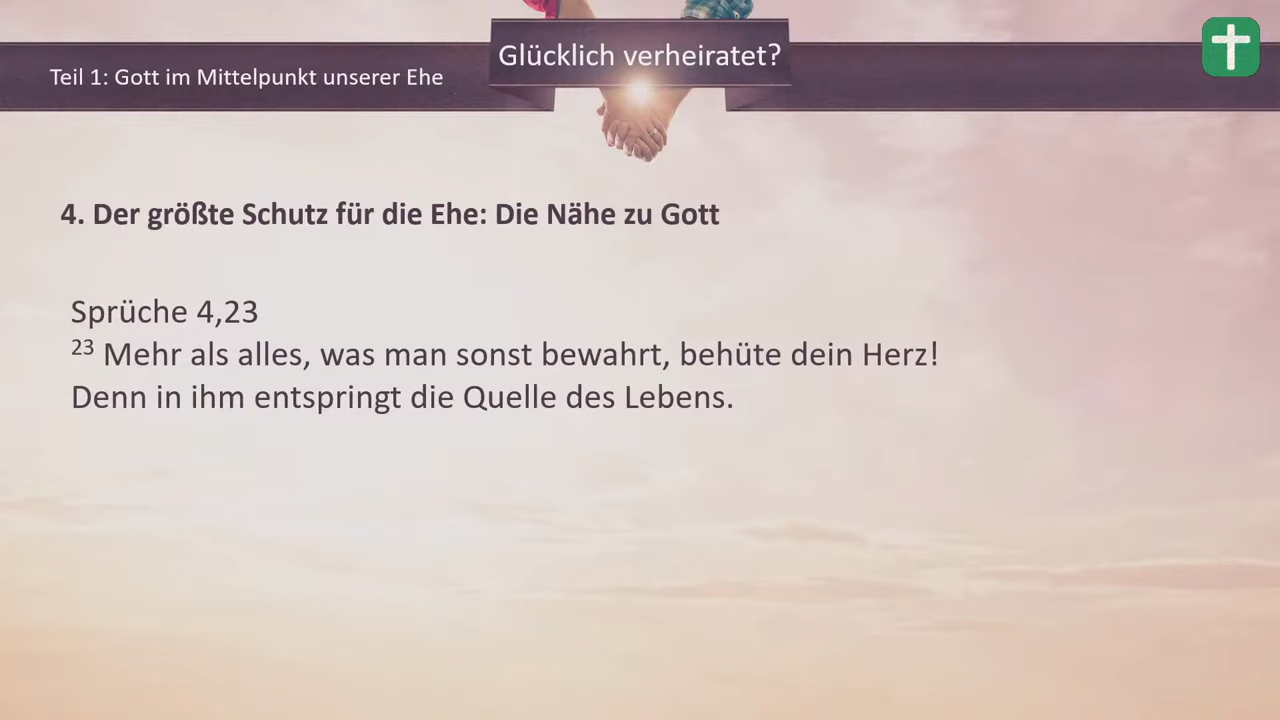 Glücklich verheiratet?
Teil 1: Gott im Mittelpunkt unserer Ehe
4. Der größte Schutz für die Ehe: Die Nähe zu Gott
Sprüche 4,23
23 Mehr als alles, was man sonst bewahrt, behüte dein Herz!
Denn in ihm entspringt die Quelle des Lebens.